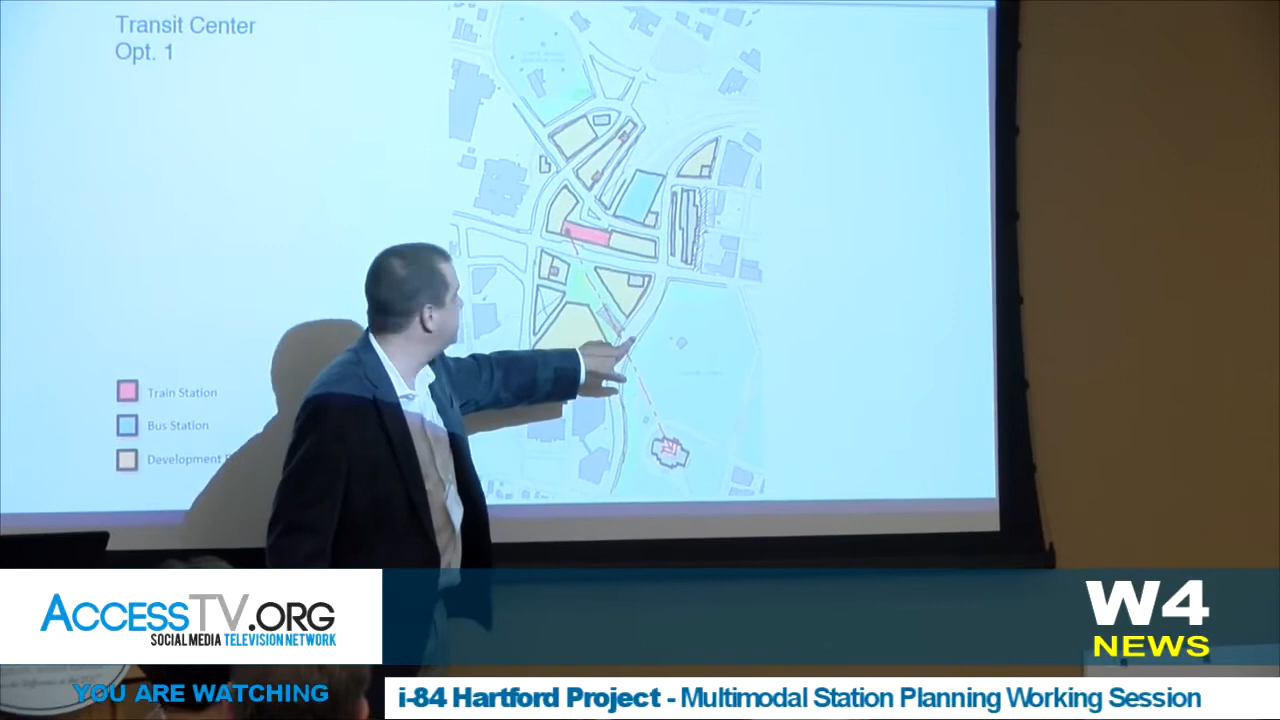 Transit Center
Opt. 1
Train Station
Bus Station
Development
ACCESSTV.ORG
SOCIAL MEDIA TELEVISION NETWORK
W4
NEWS
YOU ARE WATCHING
i-84 Hartford Project - Multimodal Station Planning Working Session